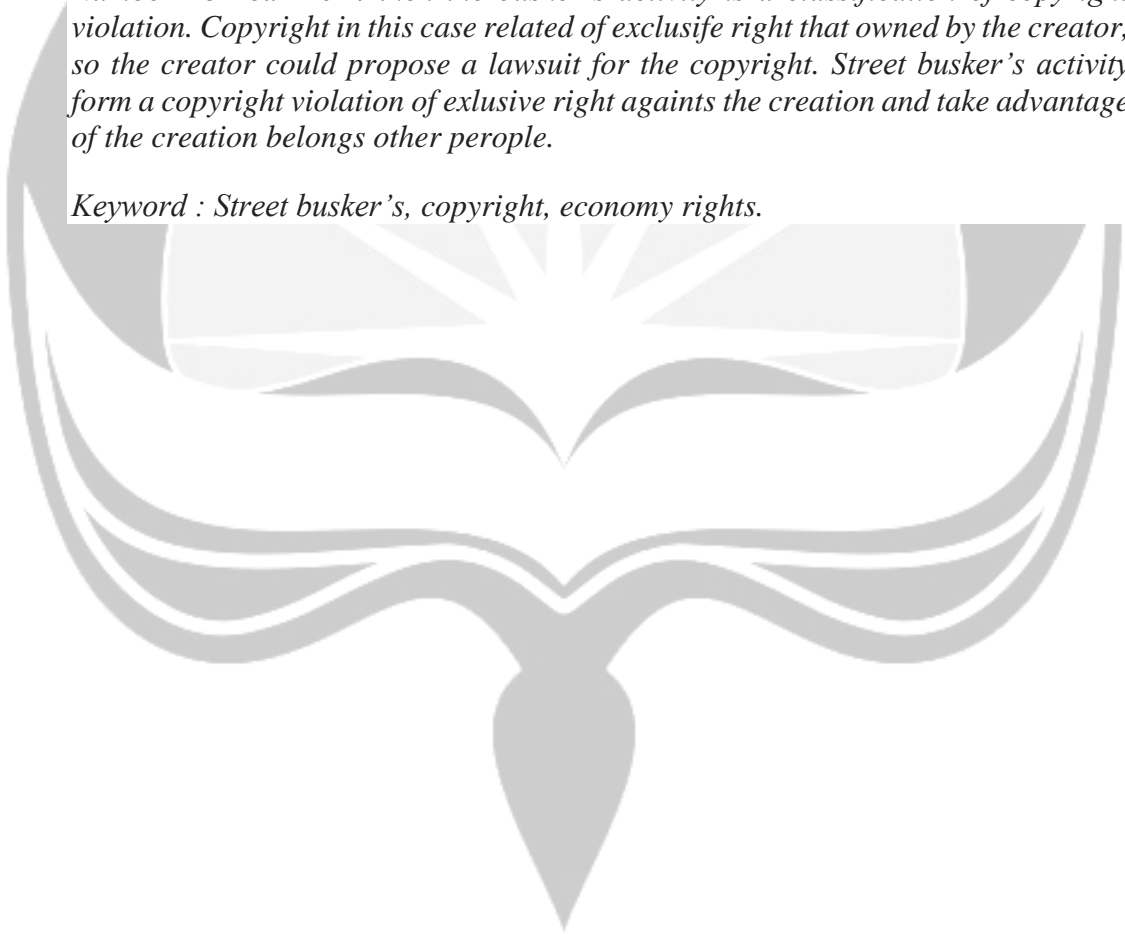 violation. Copyright in this case related of exclusife right that owned by the creator,
so the creator could propose a lawsuit for the copyright. Street busker's activity
form a copyright violation of exlusive right againts the creation and take advantage
of the creation belongs other perople.
Keyword : Street busker's, copyright, economy rights.